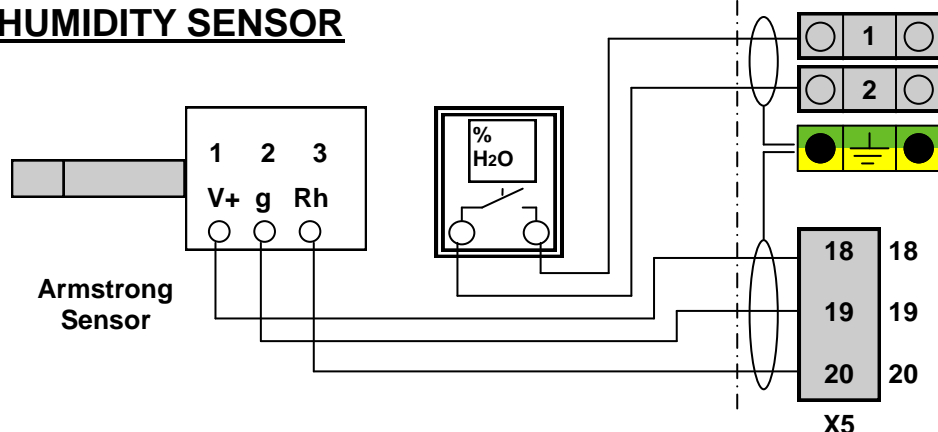 HUMIDITY SENSOR
1
2
%
H2O
1 2 3
V+ g Rh
Armstrong
Sensor
18 18
19 19
20 20
X5